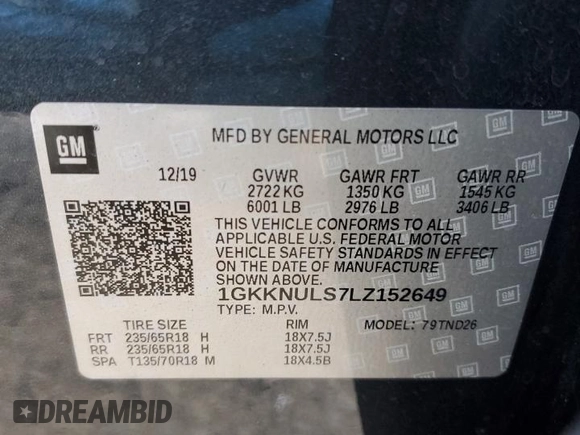 GM
MFD BY GENERAL MOTORS LLC
12/19 GVWR GAWR FRT GAWR RR
2722 KG 1350 KG 1545 KG
6001 LB 2976 LB 3406 LB
THIS VEHICLE CONFORMS TO ALL
APPLICABLE U.S. FEDERAL MOTOR
VEHICLE SAFETY STANDARDS IN EFFECT
ON THE DATE OF MANUFACTURE
SHOWN ABOVE.
1GKKNULS7LZ152649
TYPE: M.P.V. MODEL: 79TND26
TIRE SIZE RIM
FRT 235/65R18 H 18X7.5J
RR 235/65R18 H 18X7.5J
SPA T135/70R18 M 18X4.5B
DREAMBID